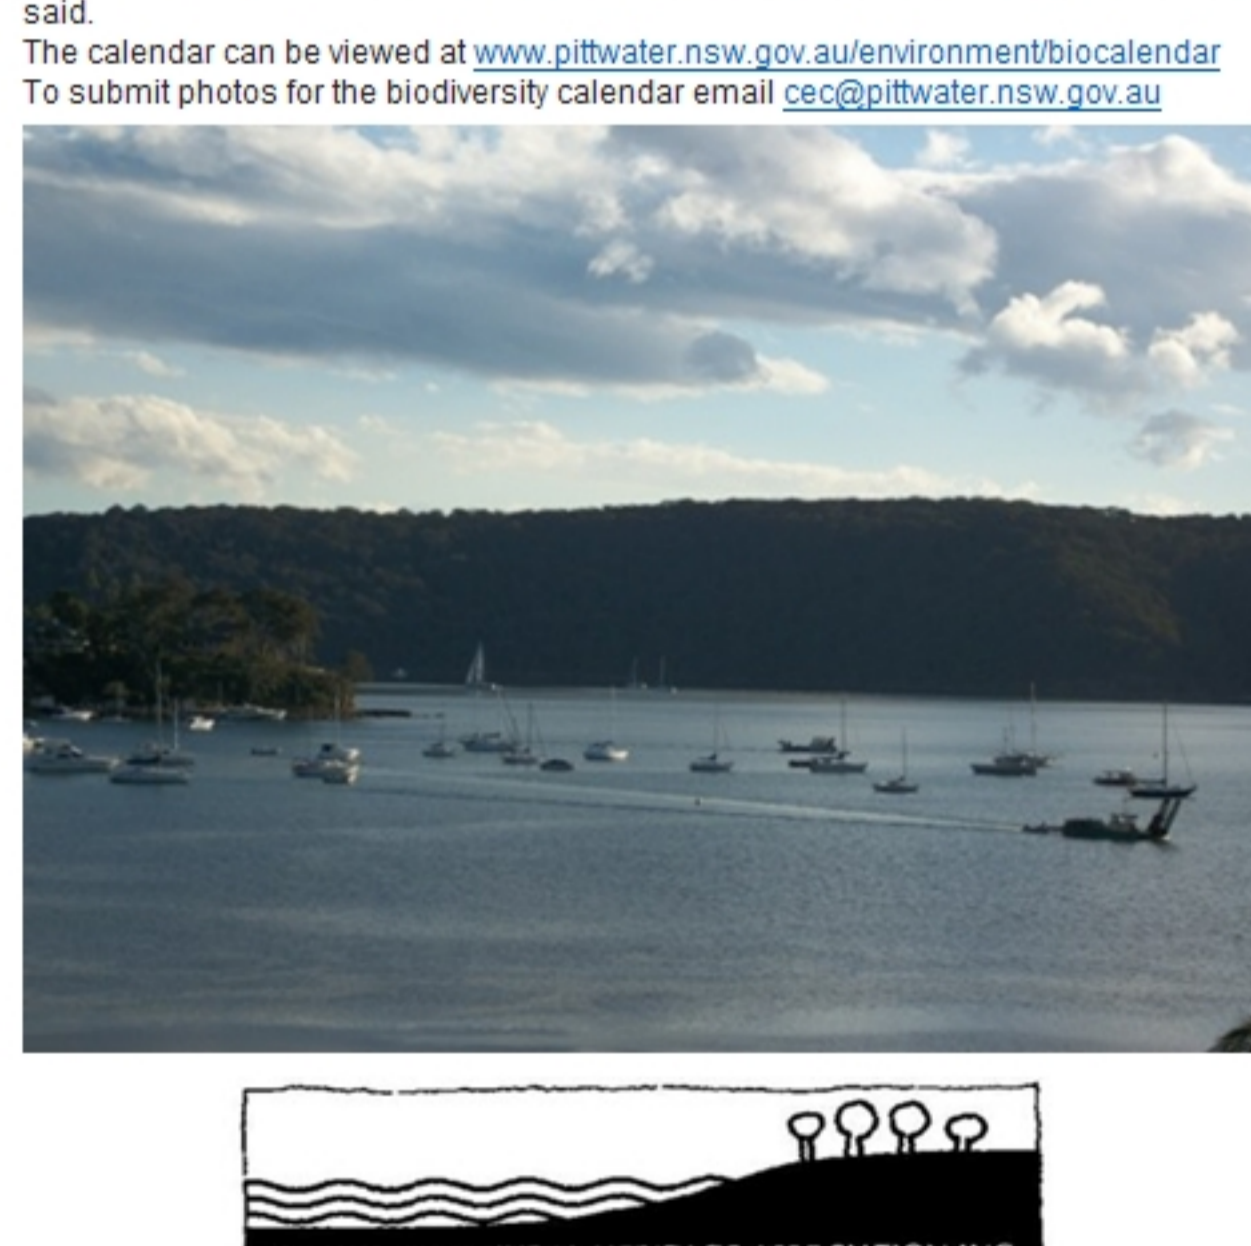 said.
The calendar can be viewed at www.pittwater.nsw.gov.au/environment/biocalendar
To submit photos for the biodiversity calendar email cec@pittwater.nsw.gov.au